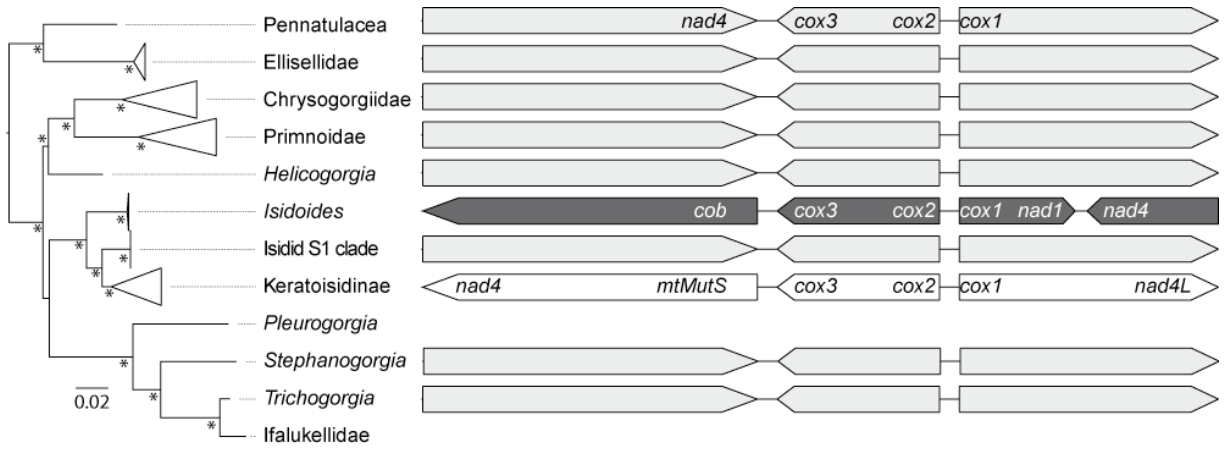 Pennatulacea nad4 cox3 cox2 cox1
* Ellisellidae
*
Chrysogorgiidae
*
* Primnoidae
* *
Helicogorgia
Isidoides cob cox3 cox2 cox1 nad1 nad4
* *
Isidid S1 clade
* *
Keratoisidinae nad4 mtMutS cox3 cox2 cox1 nad4L
* *
Pleurogorgia
Stephanogorgia
*
0.02 Trichogorgia
*
Ifalukellidae
*